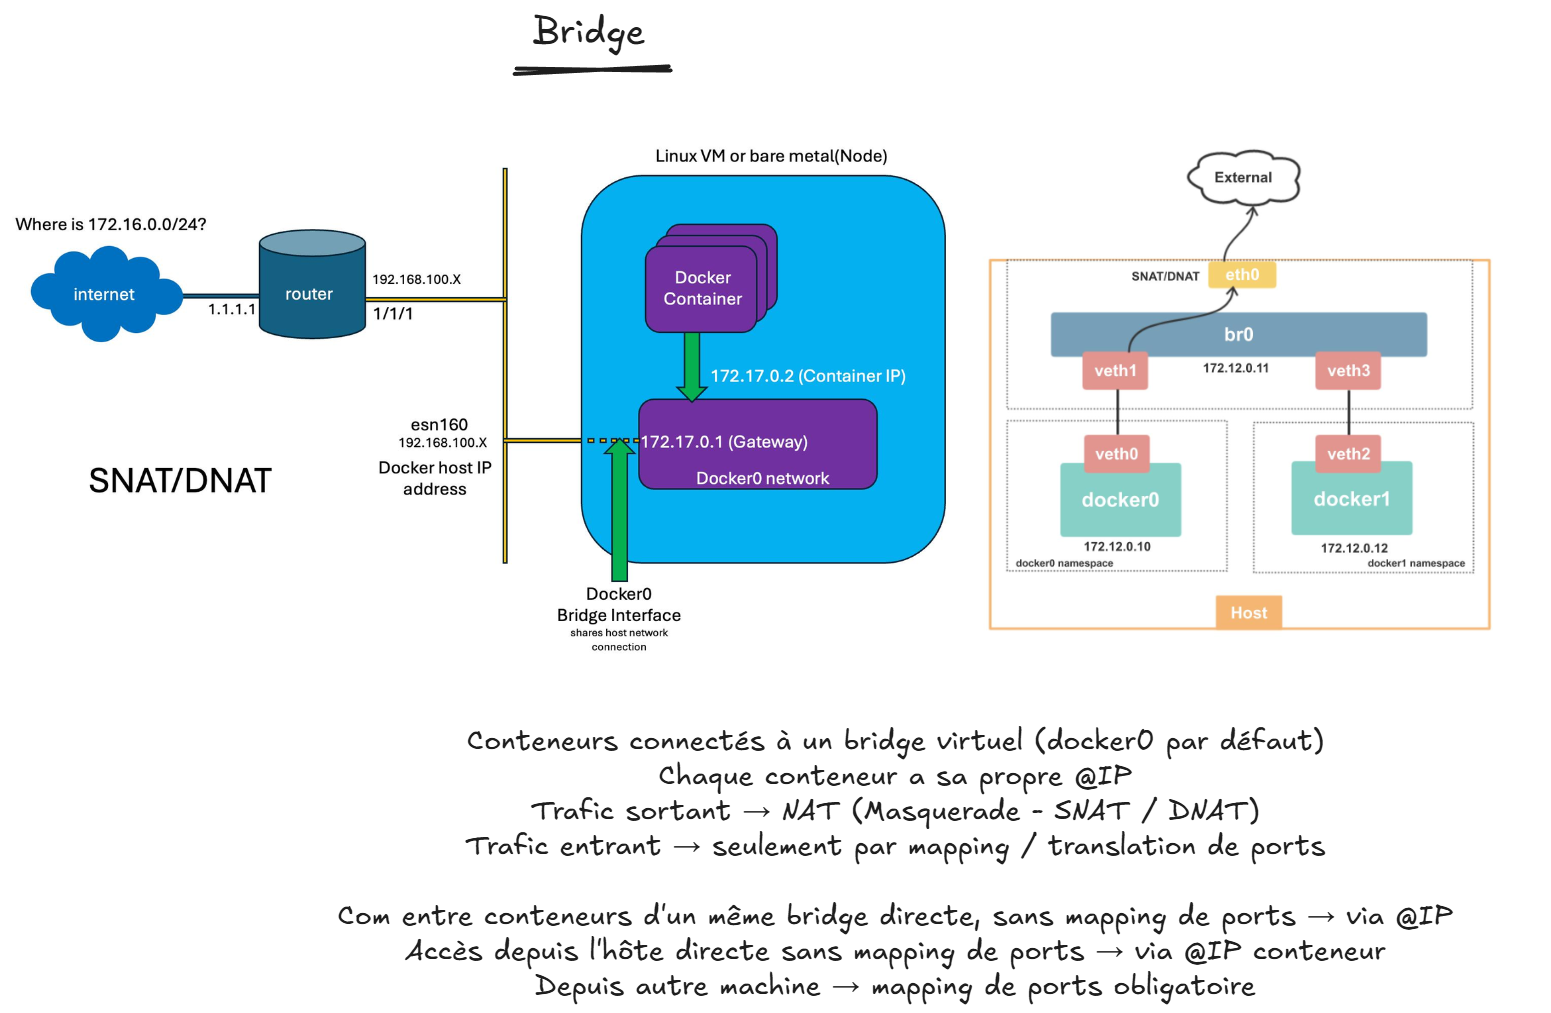 Bridge
Linux VM or bare metal(Node)
Where is 172.16.0.0/24?
internet
1.1.1.1
router
192.168.100.X
1/1/1
Docker
Container
172.17.0.2 (Container IP)
172.17.0.1 (Gateway)
Docker0 network
esn160
192.168.100.X
Docker host IP
address
SNAT/DNAT
Docker0
Bridge Interface
shares host network
connection
External
SNAT/DNAT
eth0
br0
172.12.0.11
veth1
veth3
veth0
veth2
docker0
docker1
172.12.0.10
172.12.0.12
docker0 namespace
docker1 namespace
Host
Conteneurs connectés à un bridge virtuel (docker0 par défaut)
Chaque conteneur a sa propre @IP
Trafic sortant → NAT (Masquerade - SNAT / DNAT)
Trafic entrant → seulement par mapping / translation de ports
Com entre conteneurs d'un même bridge directe, sans mapping de ports → via @IP
Accès depuis l'hôte directe sans mapping de ports → via @IP conteneur
Depuis autre machine → mapping de ports obligatoire